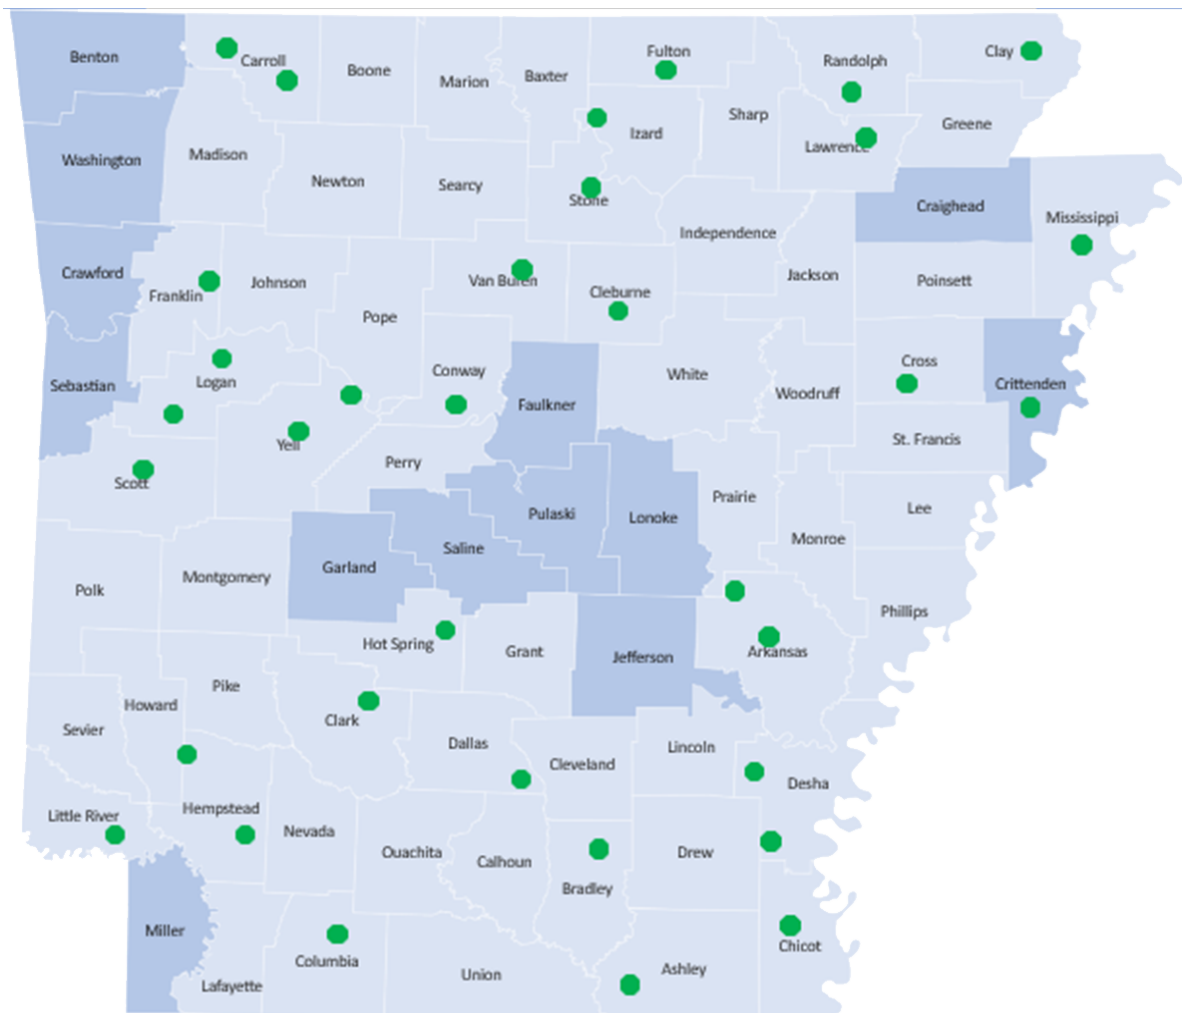 Benton
Carroll
Boone
Marion
Baxter
Fulton
Randolph
Clay
Sharp
Izard
Greene
Lawrence
Washington
Madison
Newton
Searcy
Stone
Craighead
Mississippi
Independence
Crawford
Franklin
Johnson
Van Buren
Cleburne
Jackson
Poinsett
Pope
Sebastian
Logan
Conway
White
Woodruff
Cross
Crittenden
Faulkner
St. Francis
Yell
Perry
Scott
Pulaski
Lonoke
Prairie
Lee
Saline
Monroe
Garland
Montgomery
Polk
Phillips
Hot Spring
Grant
Jefferson
Arkansas
Pike
Howard
Clark
Sevier
Dallas
Cleveland
Lincoln
Desha
Little River
Hempstead
Nevada
Ouachita
Calhoun
Drew
Bradley
Miller
Columbia
Chicot
Lafayette
Union
Ashley